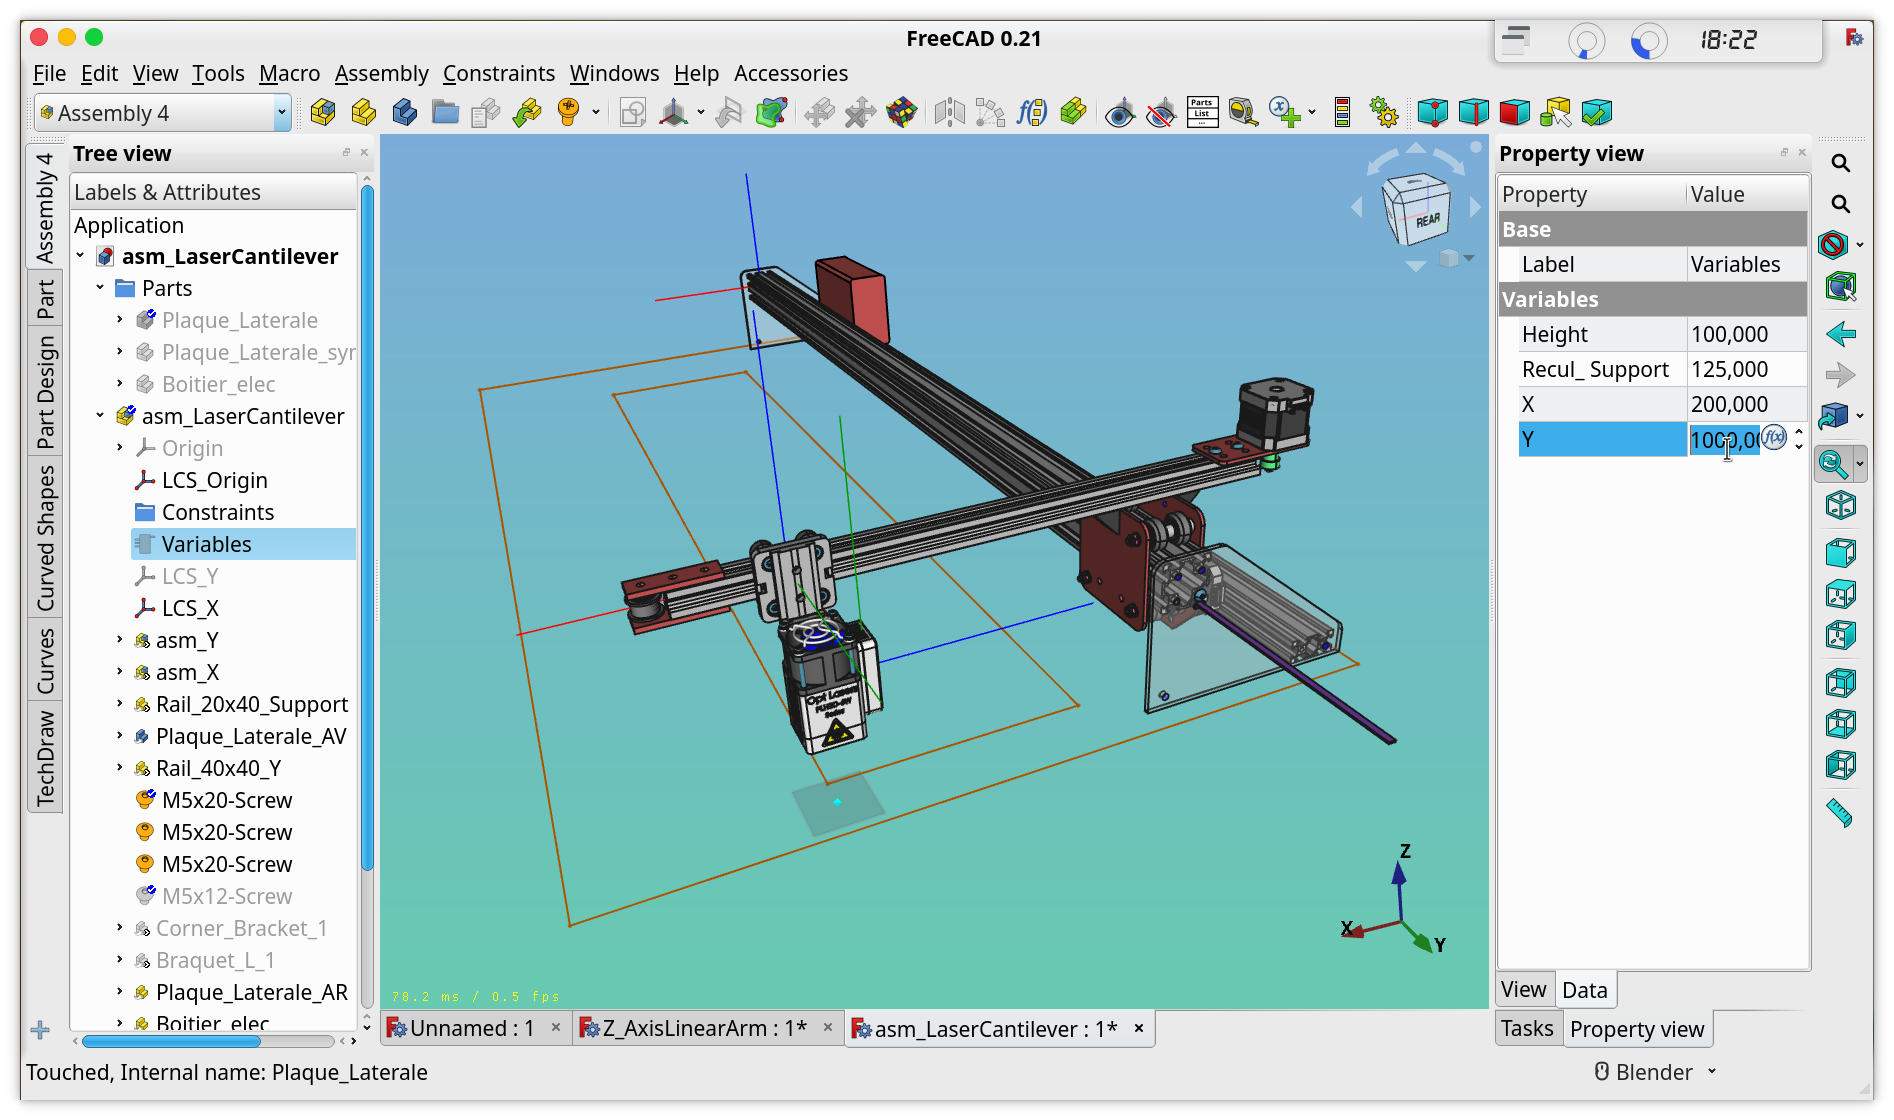 FreeCAD 0.21
18:22
File Edit View Tools Macro Assembly Constraints Windows Help Accessories
Assembly 4
Parts List ...
Assembly 4
Part
Part Design
Curved Shapes
Curves
TechDraw
Tree view
Labels & Attributes
Application
asm_LaserCantilever
Parts
Plaque_Laterale
Plaque_Laterale_syr
Boitier_elec
asm_LaserCantilever
Origin
LCS_Origin
Constraints
Variables
LCS_Y
LCS_X
asm_Y
asm_X
Rail_20x40_Support
Plaque_Laterale_AV
Rail_40x40_Y
M5x20-Screw
M5x20-Screw
M5x20-Screw
M5x12-Screw
Corner_Bracket_1
Braquet_L_1
Plaque_Laterale_AR
Boitier_elec
REAR
Z
X
Y
78.2 ms / 0.5 fps
Unnamed : 1
Z_AxisLinearArm : 1*
asm_LaserCantilever : 1*
Property view
Property Value
Base
Label Variables
Variables
Height 100,000
Recul_ Support 125,000
X 200,000
Y 1000,00
f(x)
View Data
Tasks Property view
Touched, Internal name: Plaque_Laterale
Blender